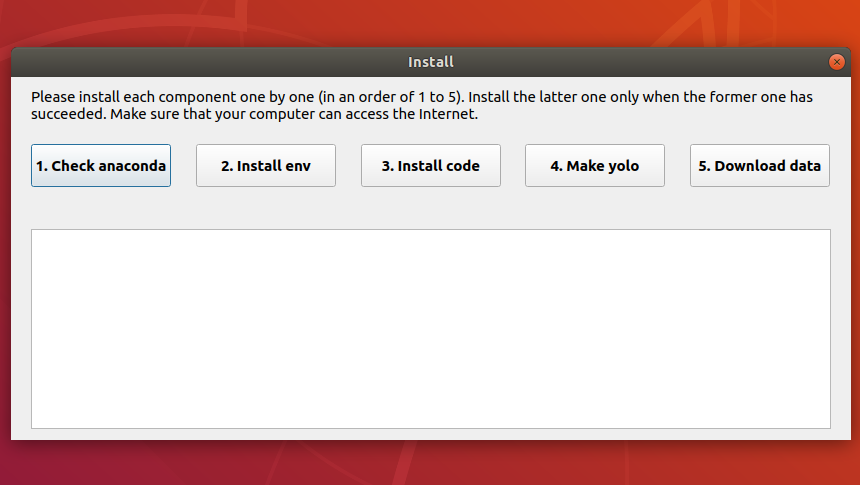 Install
Please install each component one by one (in an order of 1 to 5). Install the latter one only when the former one has
succeeded. Make sure that your computer can access the Internet.
1. Check anaconda
2. Install env
3. Install code
4. Make yolo
5. Download data